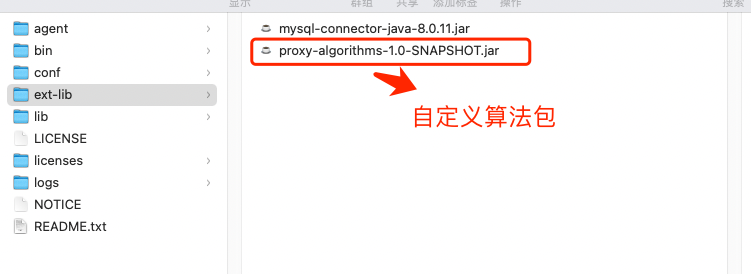 显示
群组
共享
添加标签
操作
搜索
agent
bin
conf
ext-lib
lib
LICENSE
licenses
logs
NOTICE
README.txt
mysql-connector-java-8.0.11.jar
proxy-algorithms-1.0-SNAPSHOT.jar
自定义算法包